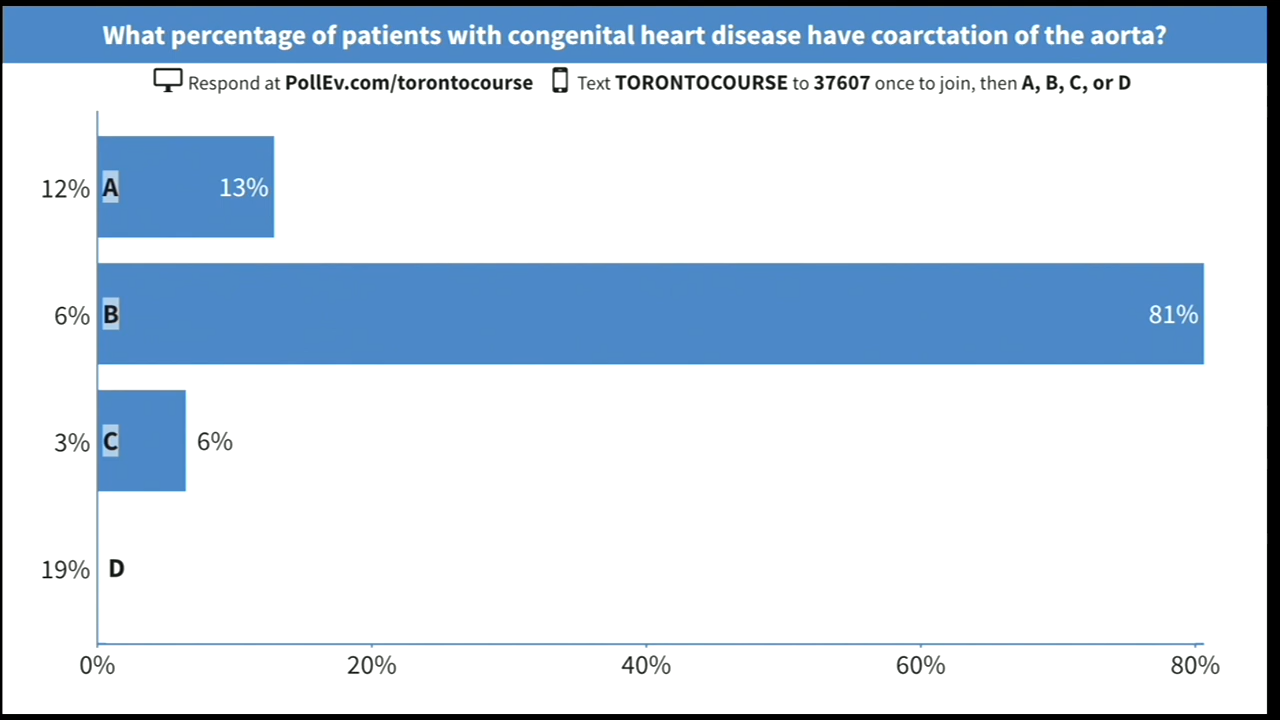 What percentage of patients with congenital heart disease have coarctation of the aorta?
Respond at PollEv.com/torontocourse Text TORONTOCOURSE to 37607 once to join, then A, B, C, or D
12% A 13%
6% B 81%
3% C 6%
19% D
0% 20% 40% 60% 80%